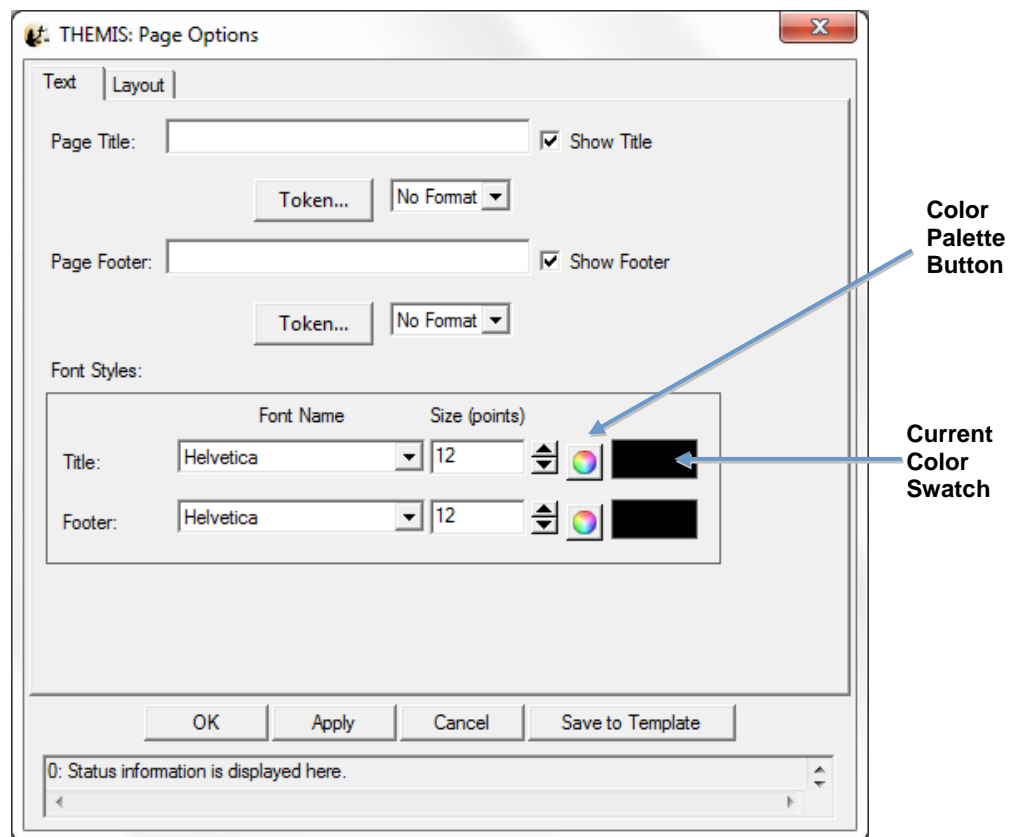 THEMIS: Page Options
X
Text Layout
Page Title: Show Title
Token... No Format
Page Footer: Show Footer
Token... No Format
Font Styles:
Font Name Size (points)
Title: Helvetica 12
Footer: Helvetica 12
OK Apply Cancel Save to Template
0: Status information is displayed here.
Color
Palette
Button
Current
Color
Swatch